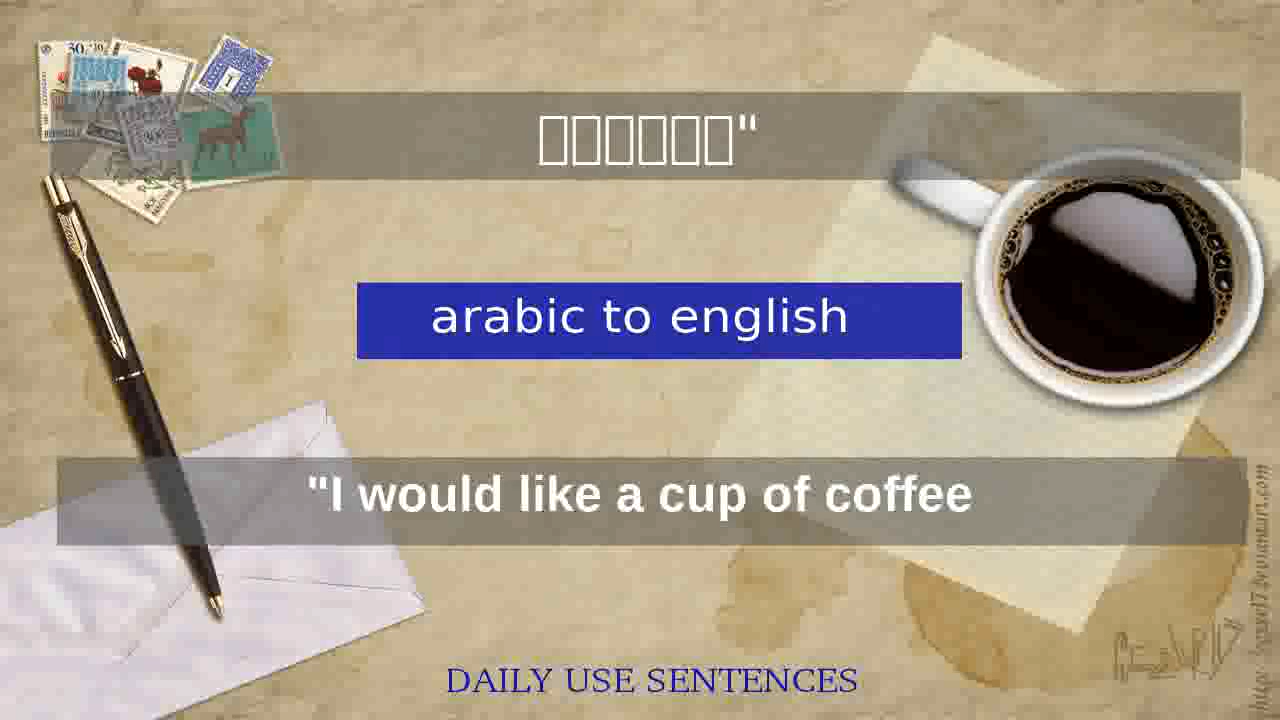 □□□□□□"
arabic to english
"I would like a cup of coffee
DAILY USE SENTENCES